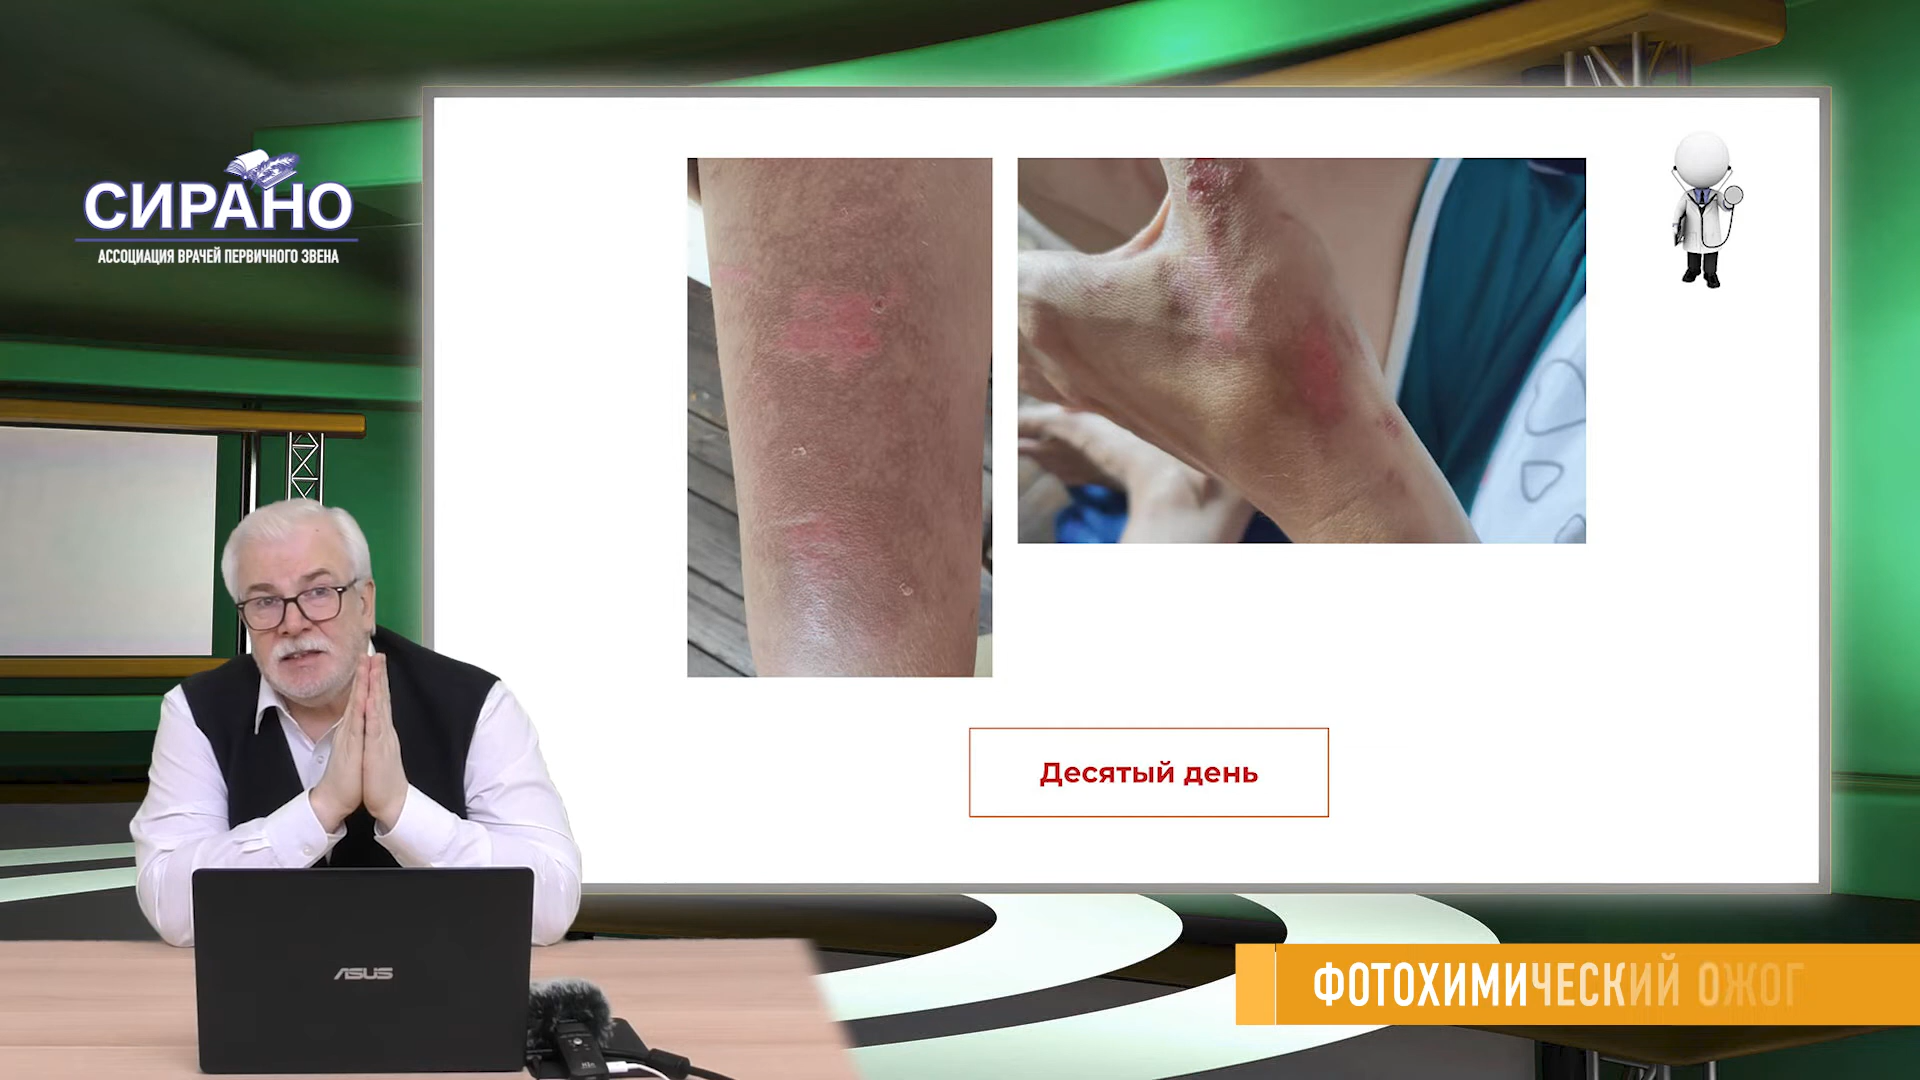 СИРАНО
АССОЦИАЦИЯ ВРАЧЕЙ ПЕРВИЧНОГО ЗВЕНА
Десятый день
ASUS
ФОТОХИМИЧЕСКИЙ ОЖОГ